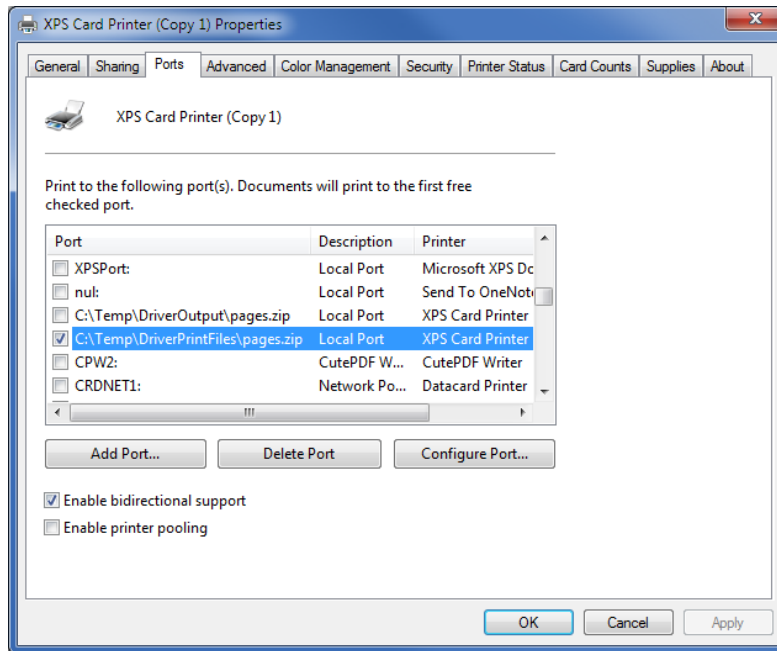 XPS Card Printer (Copy 1) Properties
General Sharing Ports Advanced Color Management Security Printer Status Card Counts Supplies About
XPS Card Printer (Copy 1)
Print to the following port(s). Documents will print to the first free
checked port.
Port Description Printer
XPSPort: Local Port Microsoft XPS Dc
nul: Local Port Send To OneNote
C:\Temp\DriverOutput\pages.zip Local Port XPS Card Printer
C:\Temp\DriverPrintFiles\pages.zip Local Port XPS Card Printer
CPW2: CutePDF W... CutePDF Writer
CRDNET1: Network Po... Datacard Printer
Add Port... Delete Port Configure Port...
Enable bidirectional support
Enable printer pooling
OK Cancel Apply